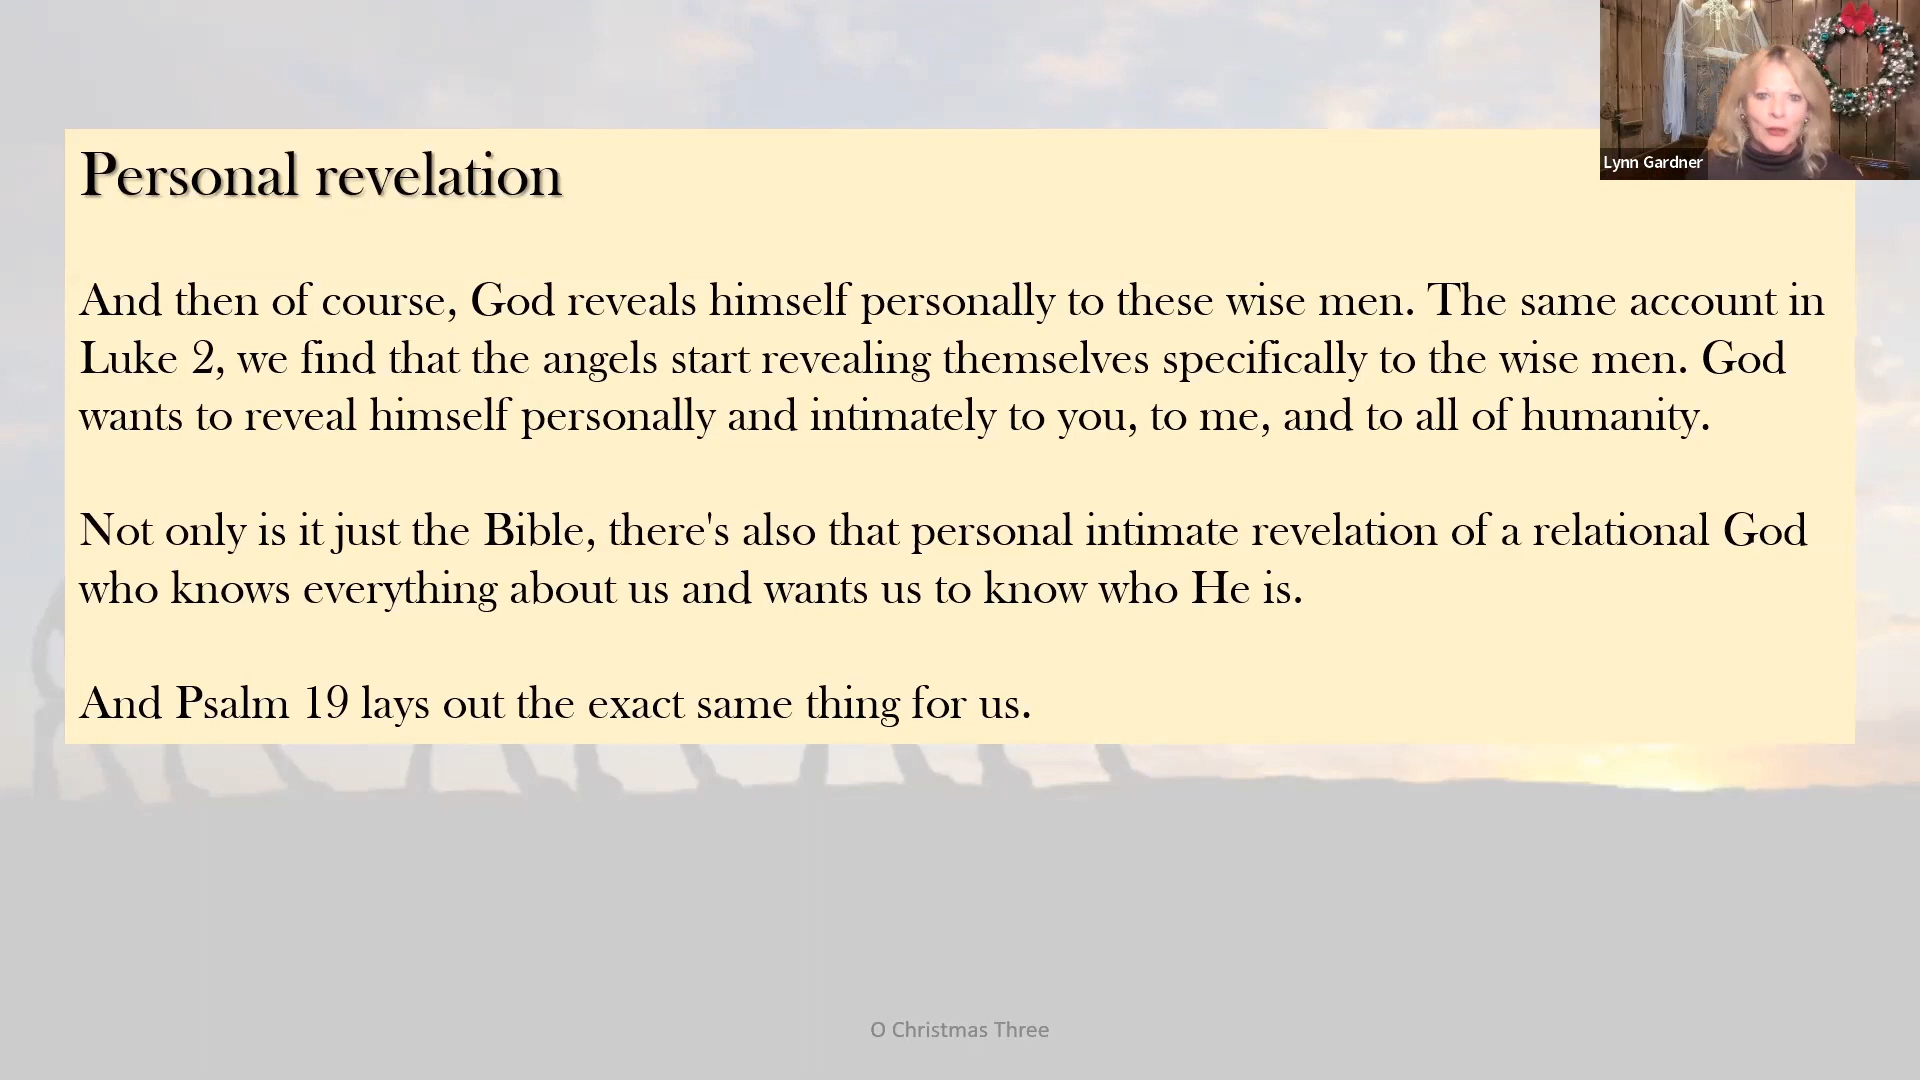 Lynn Gardner
Personal revelation
And then of course, God reveals himself personally to these wise men. The same account in
Luke 2, we find that the angels start revealing themselves specifically to the wise men. God
wants to reveal himself personally and intimately to you, to me, and to all of humanity.
Not only is it just the Bible, there's also that personal intimate revelation of a relational God
who knows everything about us and wants us to know who He is.
And Psalm 19 lays out the exact same thing for us.
O Christmas Three